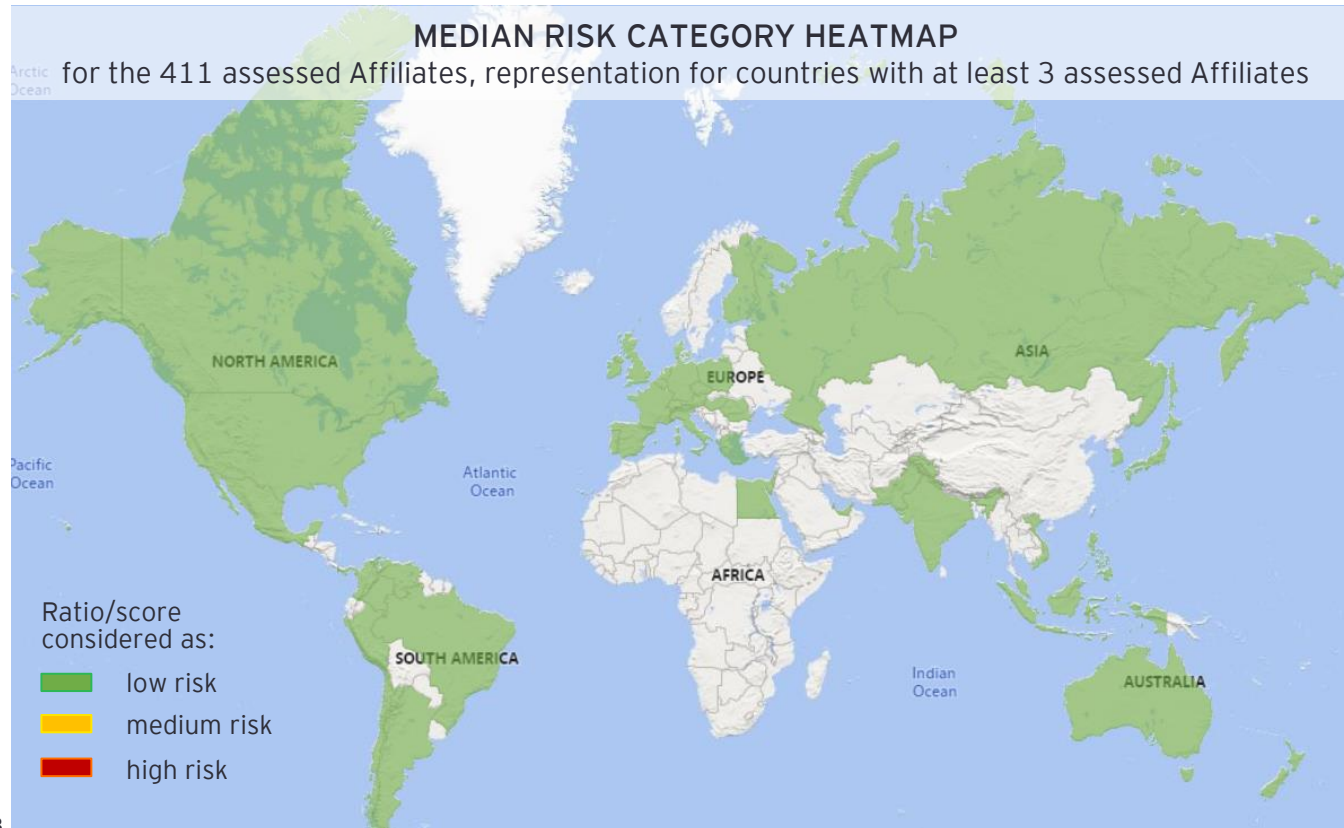 MEDIAN RISK CATEGORY HEATMAP
for the 411 assessed Affiliates, representation for countries with at least 3 assessed Affiliates
Arctic
Ocean
NORTH AMERICA
EUROPE
ASIA
Pacific
Ocean
Atlantic
Ocean
AFRICA
SOUTH AMERICA
Indian
Ocean
AUSTRALIA
Ratio/score
considered as:
low risk
medium risk
high risk